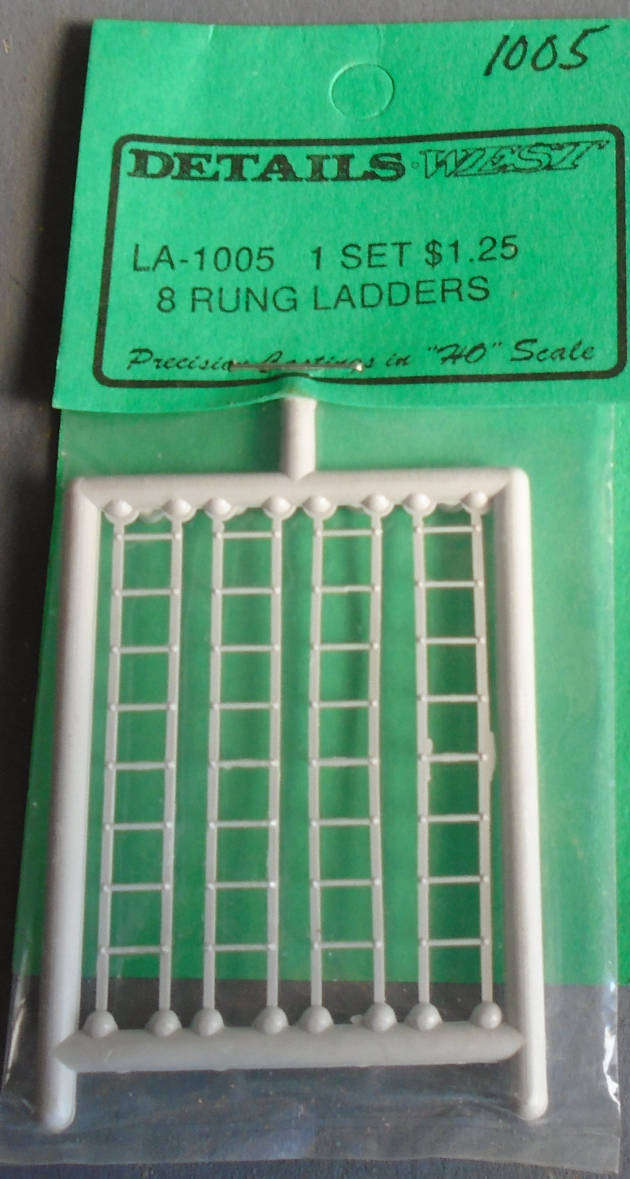 1005
DETAILS WEST
LA-1005 1 SET $1.25
8 RUNG LADDERS
Precision Castings in "HO" Scale